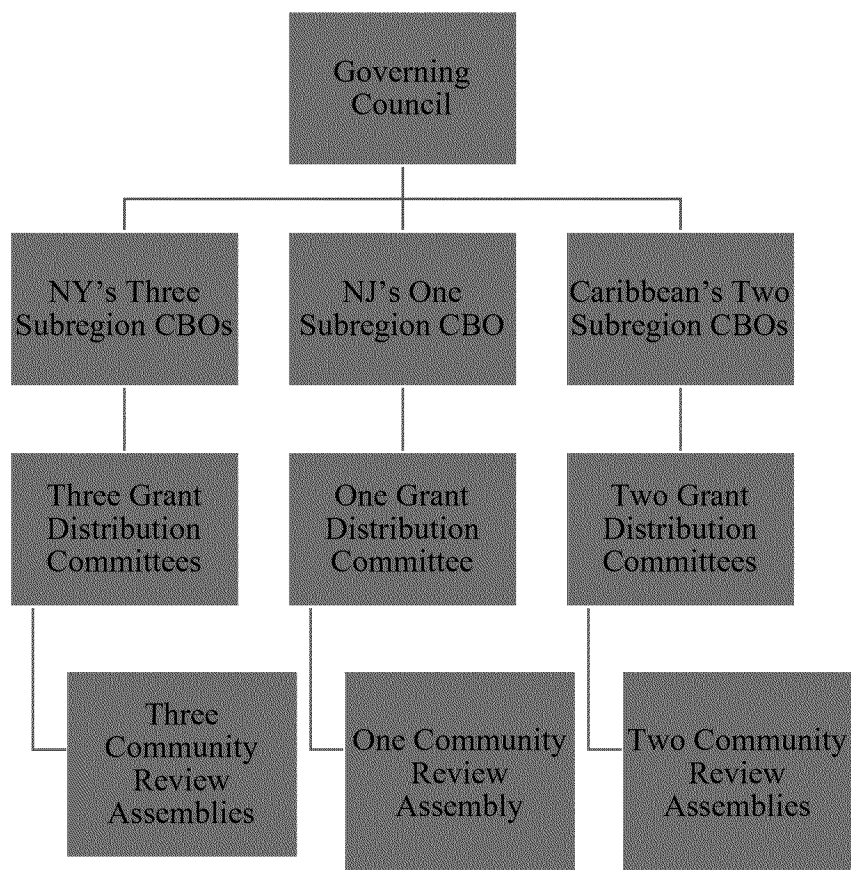 Governing
Council
NY's Three
Subregion CBOs
NJ's One
Subregion CBO
Caribbean's Two
Subregion CBOs
Three Grant
Distribution
Committees
One Grant
Distribution
Committee
Two Grant
Distribution
Committees
Three
Community
Review
Assemblies
One Community
Review
Assembly
Two Community
Review
Assemblies